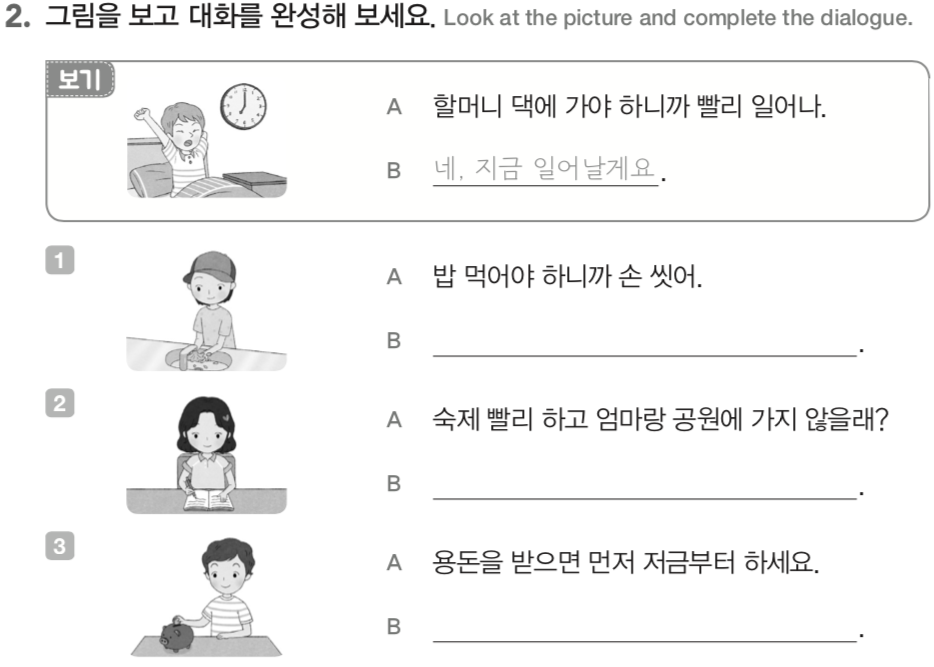 2. 그림을 보고 대화를 완성해 보세요. Look at the picture and complete the dialogue.
보기
A 할머니 댁에 가야 하니까 빨리 일어나.
B 네, 지금 일어날게요.
1
A 밥 먹어야 하니까 손 씻어.
B .
2
A 숙제 빨리 하고 엄마랑 공원에 가지 않을래?
B .
3
A 용돈을 받으면 먼저 저금부터 하세요.
B .